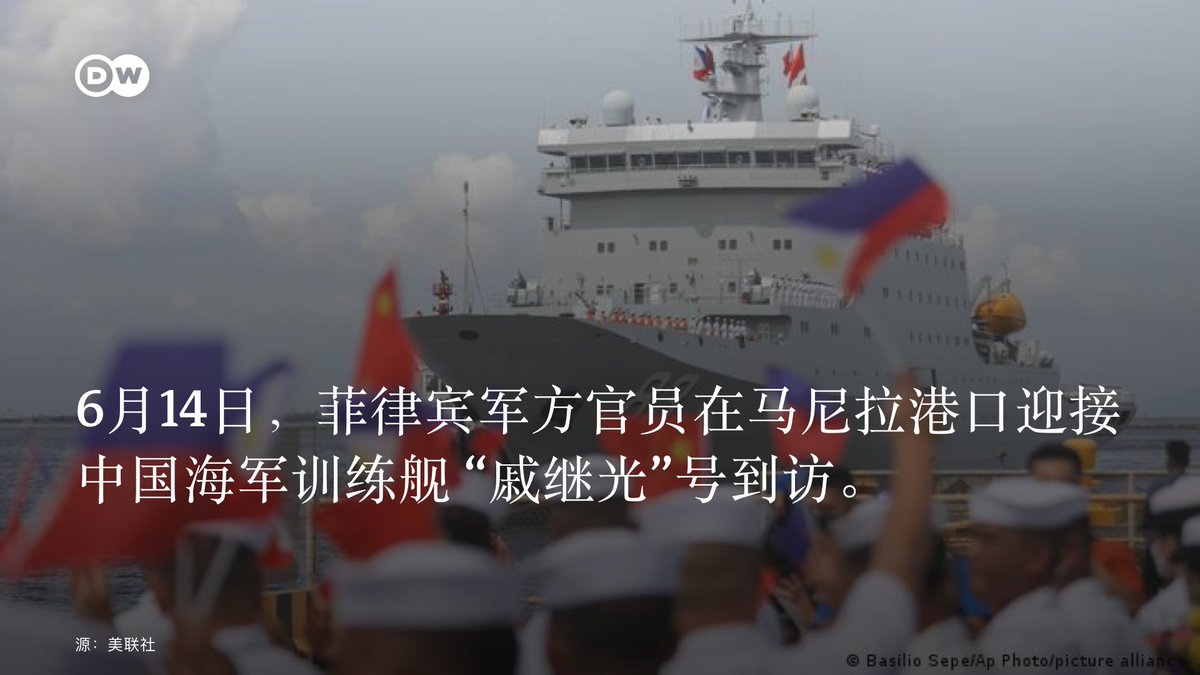 DW
6月14日，菲律宾军方官员在马尼拉港口迎接
中国海军训练舰“戚继光”号到访。
源：美联社
© Basilio Sepe/Ap Photo/picture alliance